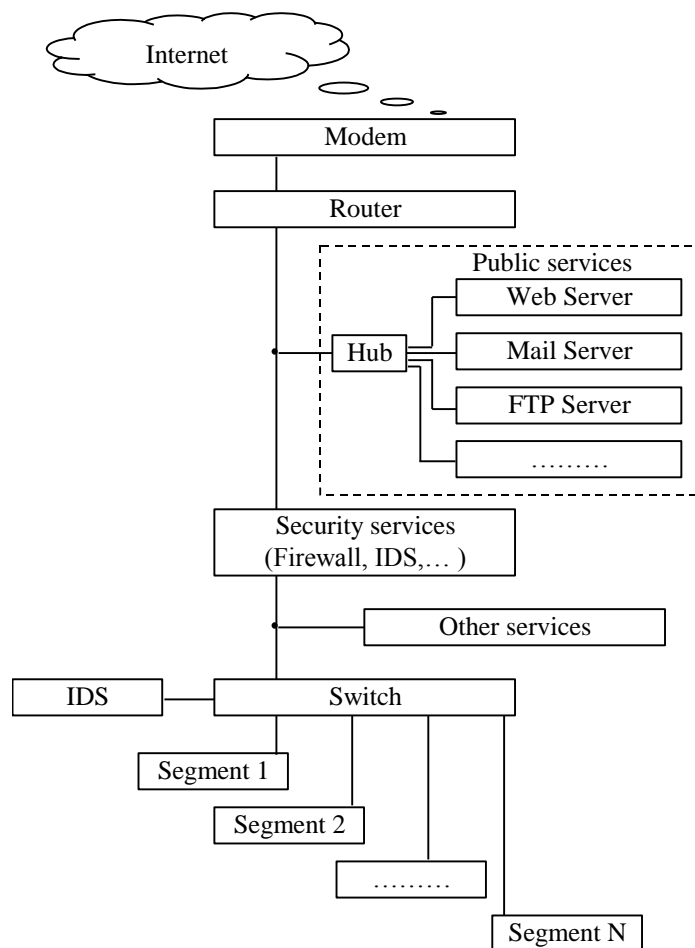 Internet
Modem
Router
Public services
Web Server
Hub
Mail Server
FTP Server
………
Security services
(Firewall, IDS,… )
Other services
IDS
Switch
Segment 1
Segment 2
………
Segment N